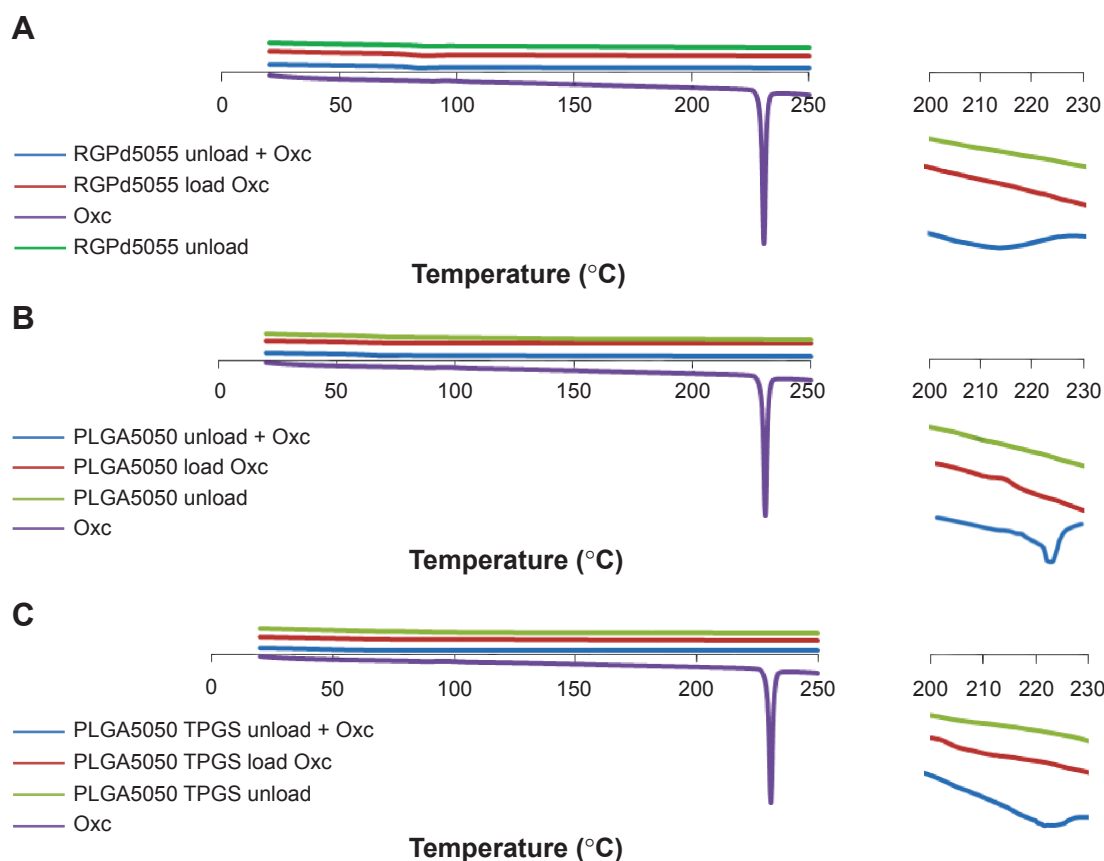 A
0 50 100 150 200 250
200 210 220 230
RGPd5055 unload + Oxc
RGPd5055 load Oxc
Oxc
RGPd5055 unload
Temperature (°C)
B
0 50 100 150 200 250
200 210 220 230
PLGA5050 unload + Oxc
PLGA5050 load Oxc
PLGA5050 unload
Oxc
Temperature (°C)
C
0 50 100 150 200 250
200 210 220 230
PLGA5050 TPGS unload + Oxc
PLGA5050 TPGS load Oxc
PLGA5050 TPGS unload
Oxc
Temperature (°C)